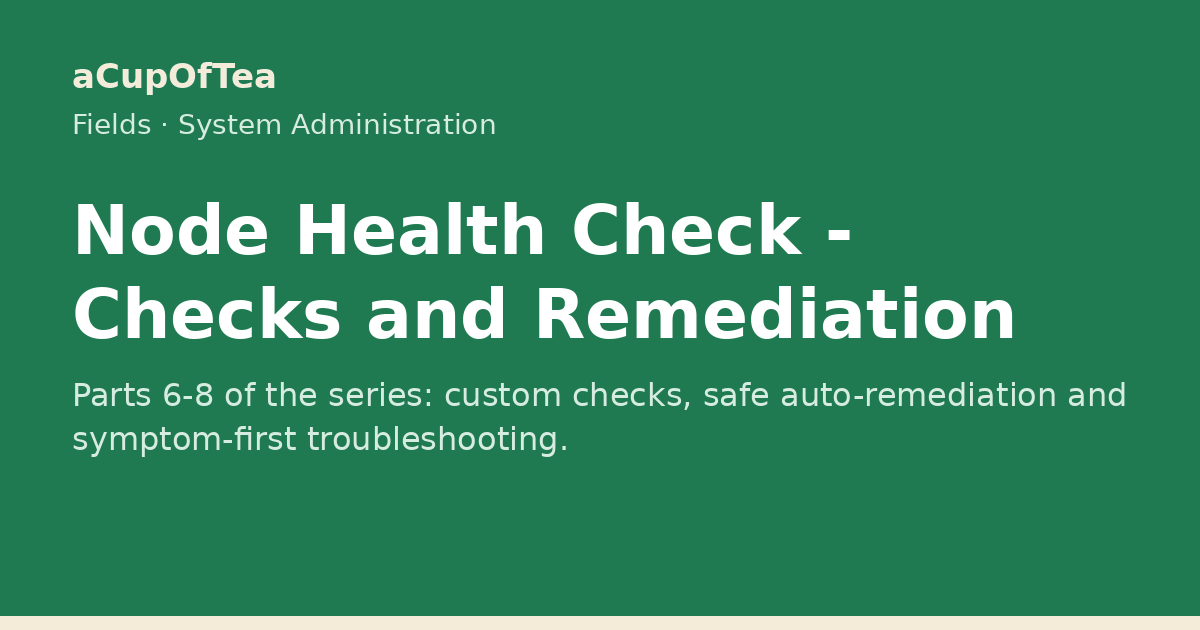 aCupOfTea
Fields · System Administration
Node Health Check -
Checks and Remediation
Parts 6-8 of the series: custom checks, safe auto-remediation and
symptom-first troubleshooting.